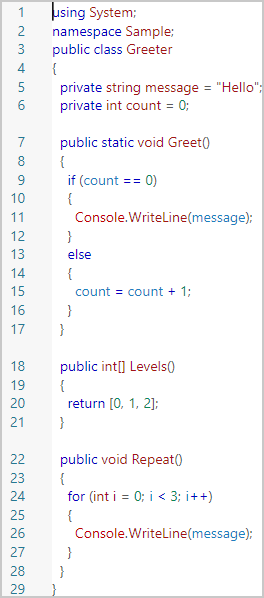 1 using System;
2 namespace Sample;
3 public class Greeter
4 {
5 private string message = "Hello";
6 private int count = 0;
7 public static void Greet()
8 {
9 if (count == 0)
10 {
11 Console.WriteLine(message);
12 }
13 else
14 {
15 count = count + 1;
16 }
17 }
18 public int[] Levels()
19 {
20 return [0, 1, 2];
21 }
22 public void Repeat()
23 {
24 for (int i = 0; i < 3; i++)
25 {
26 Console.WriteLine(message);
27 }
28 }
29 }